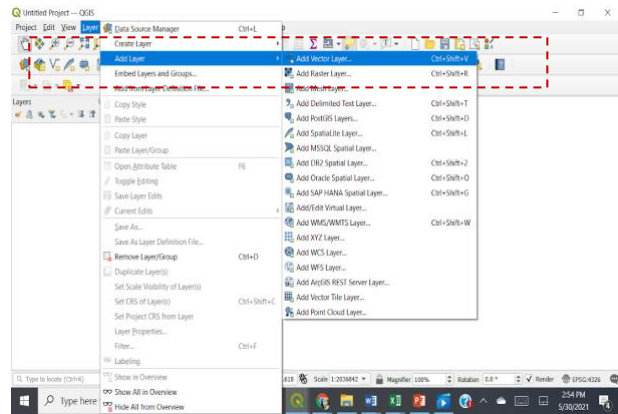 Untitled Project — QGIS
Project Edit View Layer
Data Source Manager Ctrl+L
Create Layer
Add Layer
Embed Layers and Groups...
Add from Layer Definition File...
Copy Style
Paste Style
Copy Layer
Paste Layer/Group
Open Attribute Table F6
Toggle Editing
Save Layer Edits
Current Edits
Save As...
Save As Layer Definition File...
Remove Layer/Group Ctrl+D
Duplicate Layer(s)
Set Scale Visibility of Layer(s)
Set CRS of Layer(s) Ctrl+Shift+C
Set Project CRS from Layer
Layer Properties...
Filter... Ctrl+F
Labeling
Show in Overview
Show All in Overview
Hide All from Overview
Add Vector Layer... Ctrl+Shift+V
Add Raster Layer... Ctrl+Shift+R
Add Mesh Layer...
Add Delimited Text Layer... Ctrl+Shift+T
Add PostGIS Layers... Ctrl+Shift+D
Add SpatiaLite Layer... Ctrl+Shift+L
Add MSSQL Spatial Layer...
Add DB2 Spatial Layer... Ctrl+Shift+2
Add Oracle Spatial Layer... Ctrl+Shift+O
Add SAP HANA Spatial Layer... Ctrl+Shift+G
Add/Edit Virtual Layer...
Add WMS/WMTS Layer... Ctrl+Shift+W
Add XYZ Layer...
Add WCS Layer...
Add WFS Layer...
Add ArcGIS REST Server Layer...
Add Vector Tile Layer...
Add Point Cloud Layer...
Layers
Type to locate (Ctrl+K)
Scale 1:2036842 Magnifier 100% Rotation 0.0 ° Render EPSG:4326
Type here
2:54 PM
5/30/2021